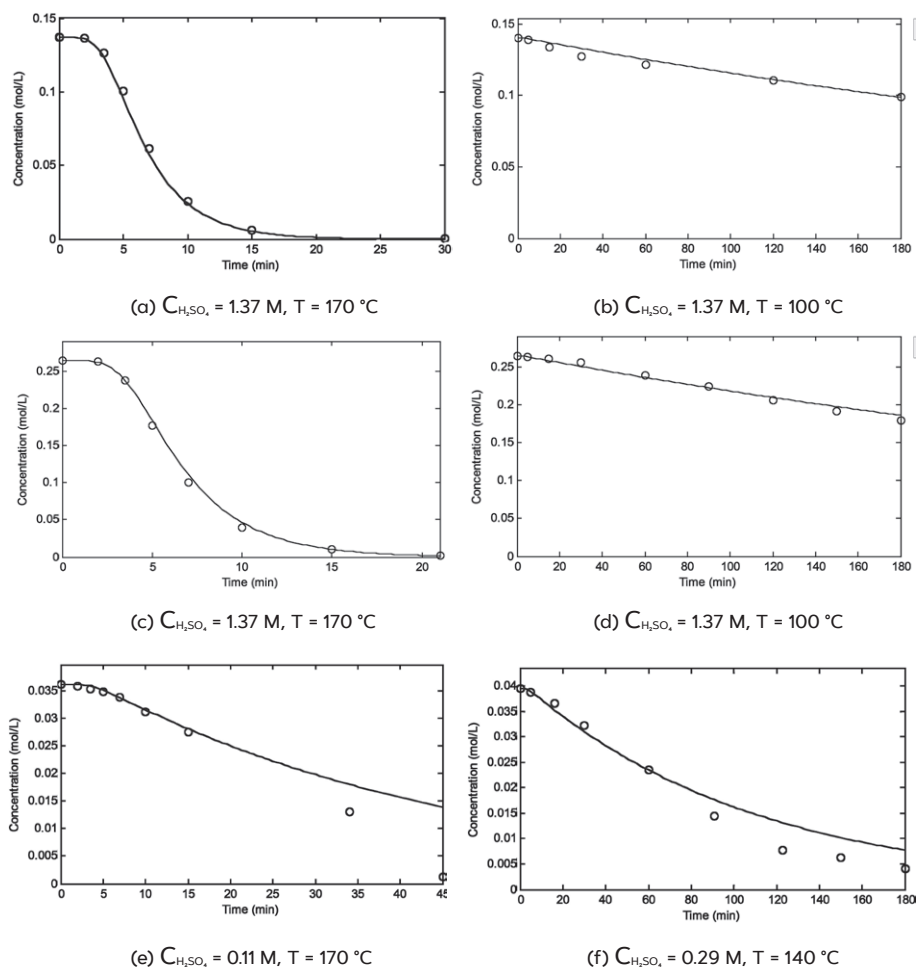 Concentration (mol/L)
0.15
0.1
0.05
0
0 5 10 15 20 25 30
Time (min)
(a) C_H₂SO₄ = 1.37 M, T = 170 °C
Concentration (mol/L)
0.15
0.1
0.05
0
0 20 40 60 80 100 120 140 160 180
Time (min)
(b) C_H₂SO₄ = 1.37 M, T = 100 °C
Concentration (mol/L)
0.25
0.2
0.15
0.1
0.05
0
0 5 10 15 20
Time (min)
(c) C_H₂SO₄ = 1.37 M, T = 170 °C
Concentration (mol/L)
0.25
0.2
0.15
0.1
0.05
0
0 20 40 60 80 100 120 140 160 180
Time (min)
(d) C_H₂SO₄ = 1.37 M, T = 100 °C
Concentration (mol/L)
0.035
0.03
0.025
0.02
0.015
0.01
0.005
0
0 5 10 15 20 25 30 35 40 45
Time (min)
(e) C_H₂SO₄ = 0.11 M, T = 170 °C
Concentration (mol/L)
0.04
0.035
0.03
0.025
0.02
0.015
0.01
0.005
0
0 20 40 60 80 100 120 140 160 180
Time (min)
(f) C_H₂SO₄ = 0.29 M, T = 140 °C